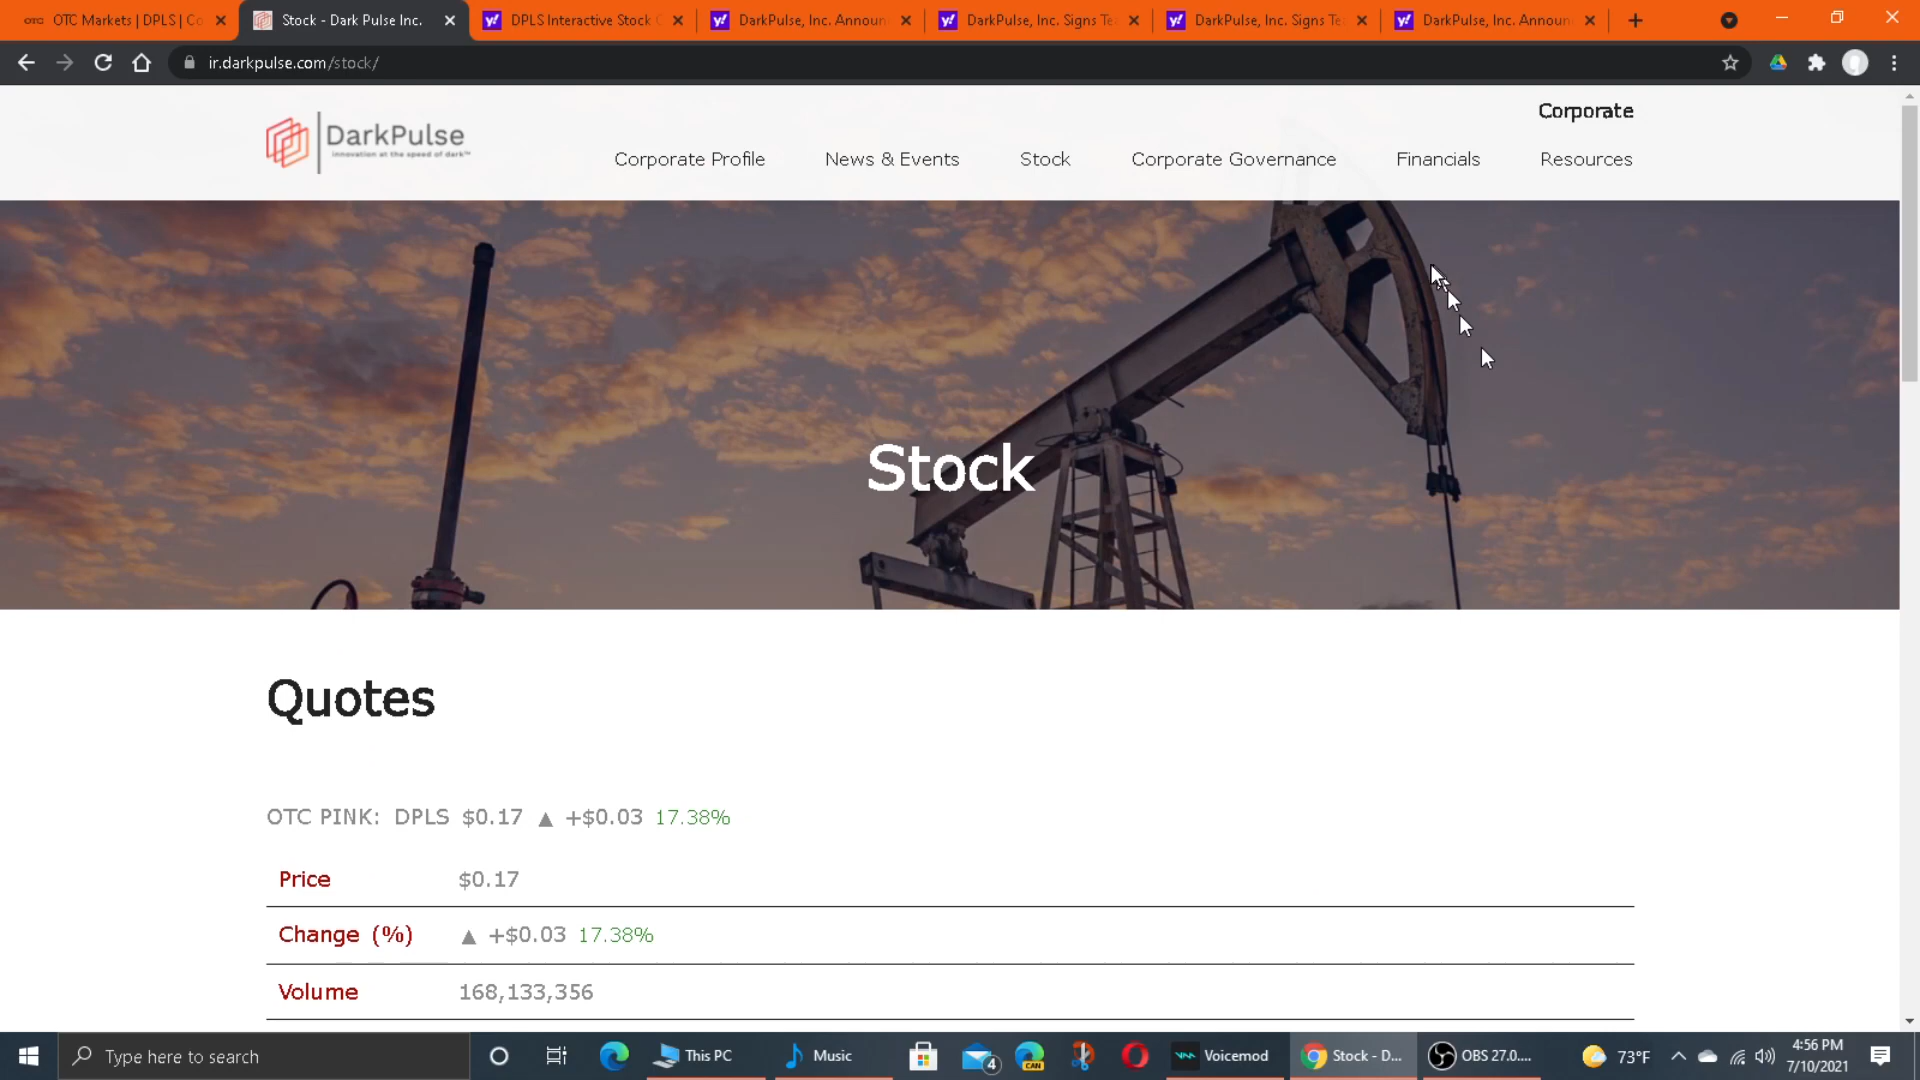 OTC OTC Markets | DPLS | Co
Stock - Dark Pulse Inc.
DPLS Interactive Stock C
DarkPulse, Inc. Announ
DarkPulse, Inc. Signs Te
DarkPulse, Inc. Signs Te
DarkPulse, Inc. Announ
ir.darkpulse.com/stock/
Corporate
DarkPulse
innovation at the speed of dark™
Corporate Profile
News & Events
Stock
Corporate Governance
Financials
Resources
Stock
Quotes
OTC PINK: DPLS $0.17 ▲ +$0.03 17.38%
Price $0.17
Change (%) ▲ +$0.03 17.38%
Volume 168,133,356
Type here to search
This PC
Music
4
CAN
Voicemod
Stock - D...
OBS 27.0....
73°F
4:56 PM
7/10/2021